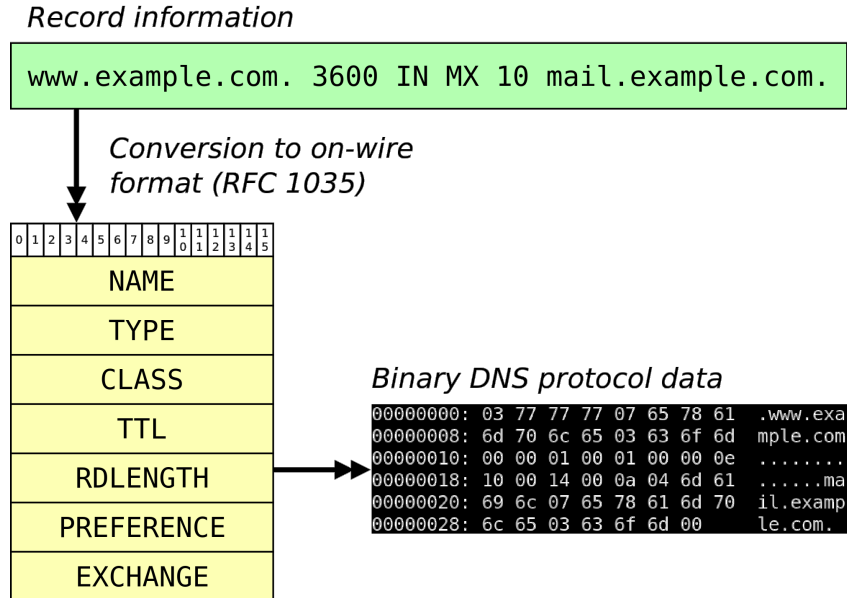 Record information
www.example.com. 3600 IN MX 10 mail.example.com.
Conversion to on-wire
format (RFC 1035)
0 1 2 3 4 5 6 7 8 9 10 11 12 13 14 15
NAME
TYPE
CLASS
TTL
RDLENGTH
PREFERENCE
EXCHANGE
Binary DNS protocol data
00000000: 03 77 77 77 07 65 78 61 .www.exa
00000008: 6d 70 6c 65 03 63 6f 6d mple.com
00000010: 00 00 01 00 01 00 00 0e ........
00000018: 10 00 14 00 0a 04 6d 61 ......ma
00000020: 69 6c 07 65 78 61 6d 70 il.examp
00000028: 6c 65 03 63 6f 6d 00 le.com.